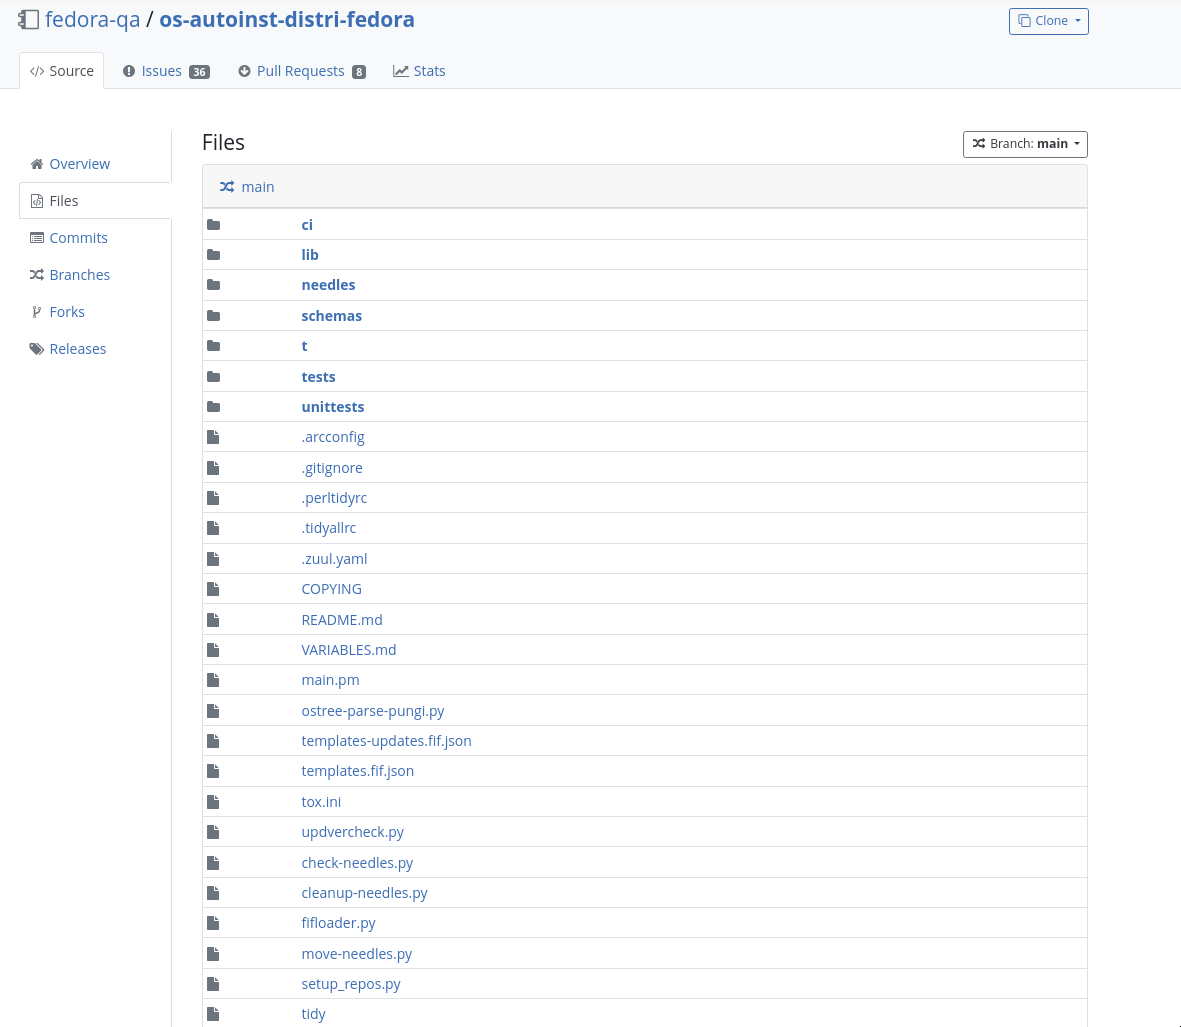 fedora-qa / os-autoinst-distri-fedora
Clone
Source Issues 36 Pull Requests 8 Stats
Overview
Files
Commits
Branches
Forks
Releases
Files
Branch: main
main
ci
lib
needles
schemas
t
tests
unittests
.arcconfig
.gitignore
.perltidyrc
.tidyallrc
.zuul.yaml
COPYING
README.md
VARIABLES.md
main.pm
ostree-parse-pungi.py
templates-updates.fif.json
templates.fif.json
tox.ini
updvercheck.py
check-needles.py
cleanup-needles.py
fifloader.py
move-needles.py
setup_repos.py
tidy